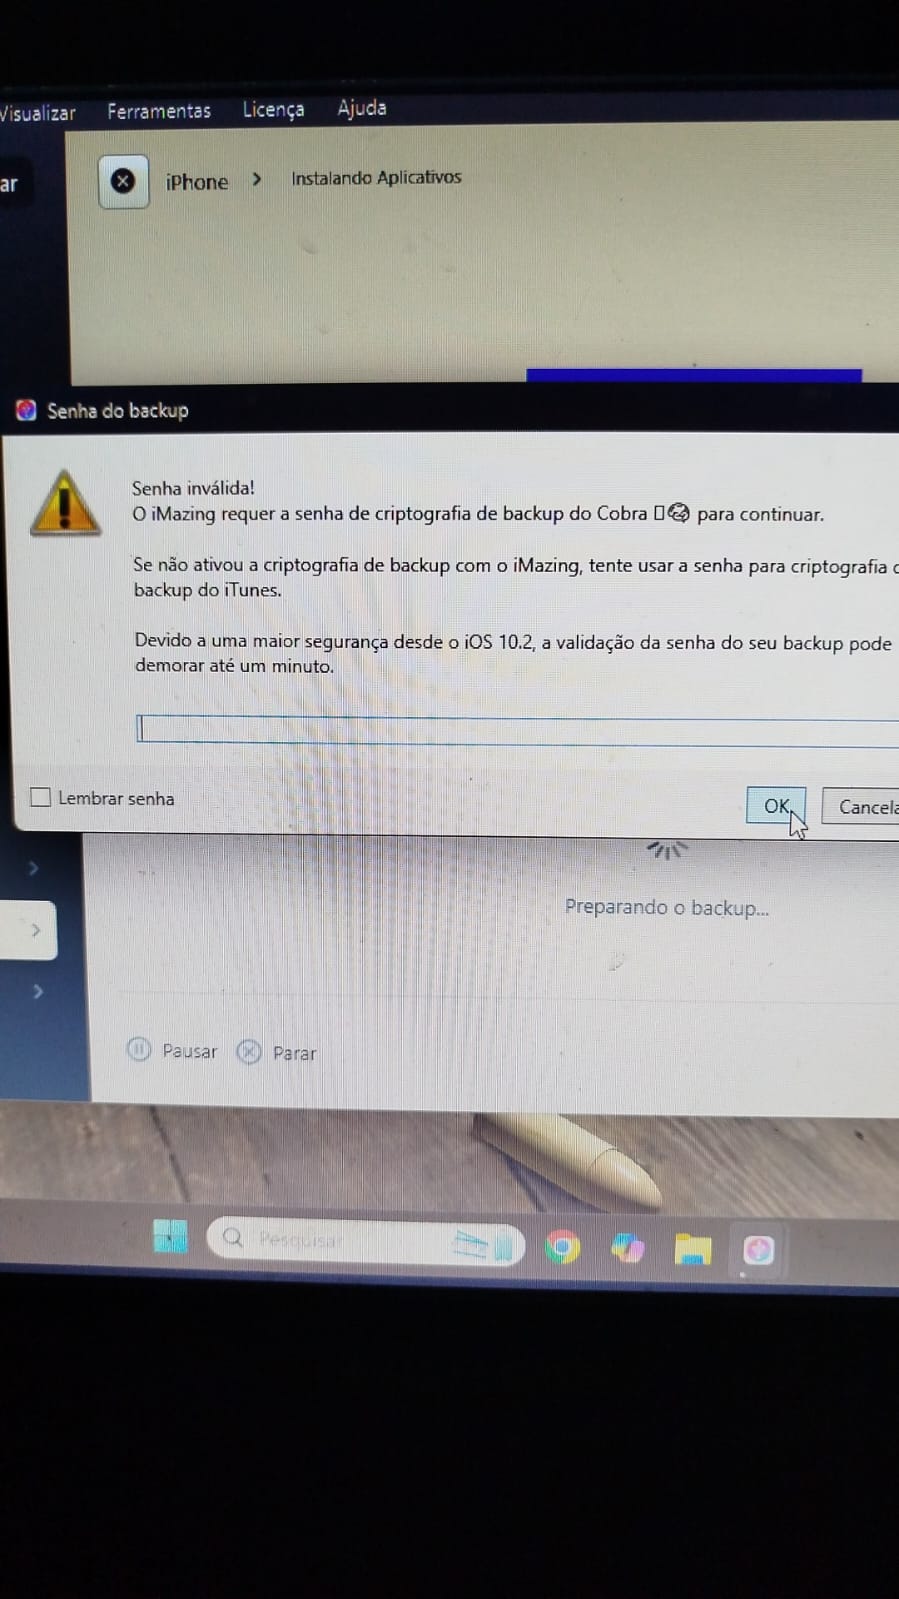 Visualizar Ferramentas Licença Ajuda
ar
iPhone > Instalando Aplicativos
Senha do backup
Senha inválida!
O iMazing requer a senha de criptografia de backup do Cobra para continuar.
Se não ativou a criptografia de backup com o iMazing, tente usar a senha para criptografia
backup do iTunes.
Devido a uma maior segurança desde o iOS 10.2, a validação da senha do seu backup pode
demorar até um minuto.
Lembrar senha
OK Cancela
Preparando o backup...
Pausar Parar
Pesquisar